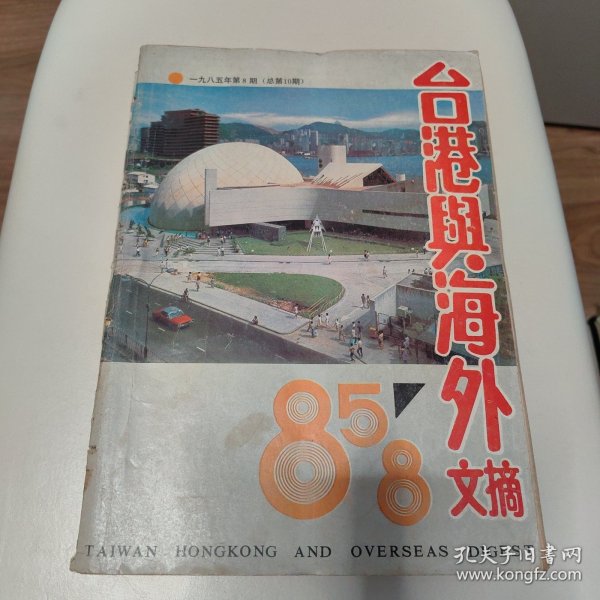 一九八五年第8期（总第10期）
台港與海外
文摘
85'8
TAIWAN HONGKONG AND OVERSEAS DIGEST
孔夫子旧书网
www.kongfz.com